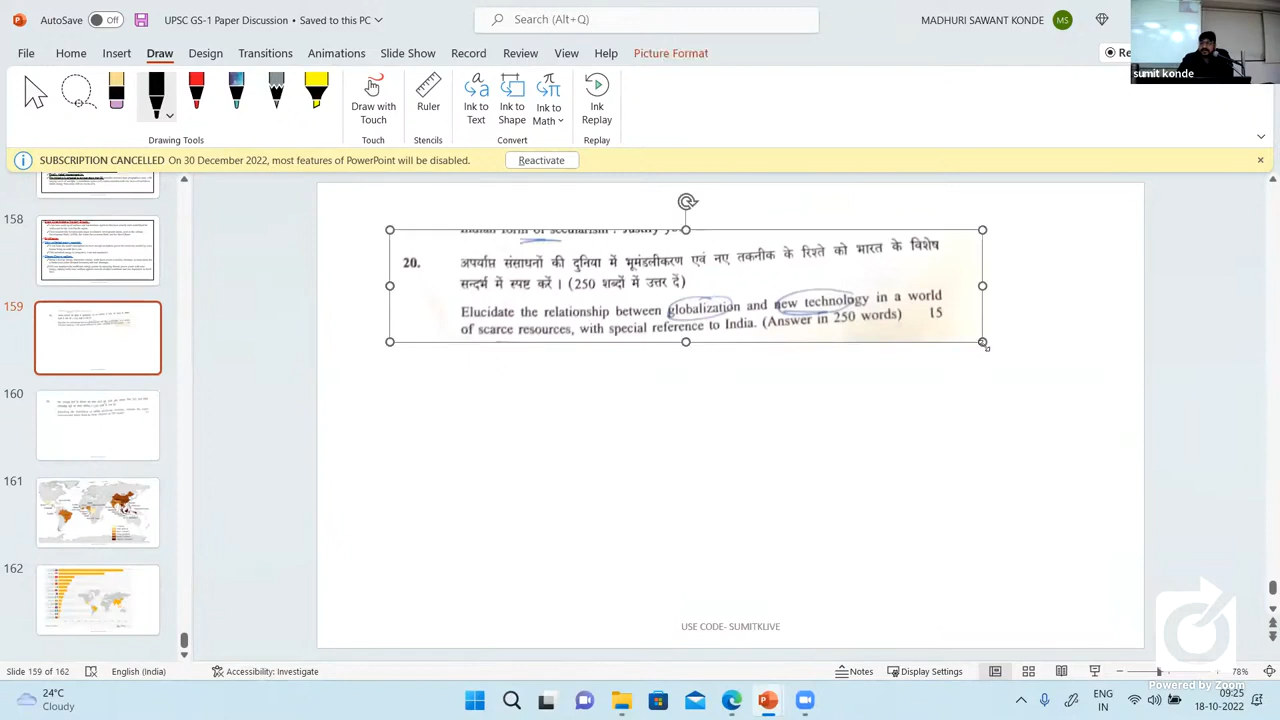 AutoSave Off UPSC GS-1 Paper Discussion • Saved to this PC Search (Alt+Q) MADHURI SAWANT KONDE MS
File Home Insert Draw Design Transitions Animations Slide Show Record Review View Help Picture Format Re
sumit konde
Draw with Touch Ruler Ink to Text Ink to Shape Ink to Math Ink Replay
Drawing Tools Touch Stencils Convert Replay
SUBSCRIPTION CANCELLED On 30 December 2022, most features of PowerPoint will be disabled. Reactivate
158
159
160
161
162
20. अपर्याप्त संसाधनों की दुनिया में भूमंडलीकरण एवं नए तकनीक के रिश्ते को भारत के विशेष
सन्दर्भ में स्पष्ट करें । (250 शब्दों में उत्तर दें)
Elucidate the relationship between globalization and new technology in a world
of scarce resources, with special reference to India. (Answer in 250 words) 15
USE CODE- SUMITKLIVE
Powered by Zoom
Slide 159 of 162 English (India) Accessibility: Investigate Notes Display Settings 78%
24°C
Cloudy
ENG
IN
09:25
18-10-2022